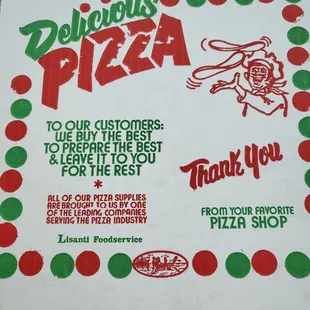 Delicious
PIZZA
TO OUR CUSTOMERS:
WE BUY THE BEST
TO PREPARE THE BEST
& LEAVE IT TO YOU
FOR THE REST
*
ALL OF OUR PIZZA SUPPLIES
ARE BROUGHT TO US BY ONE
OF THE LEADING COMPANIES
SERVING THE PIZZA INDUSTRY
Lisanti Foodservice
Thank You
FROM YOUR FAVORITE
PIZZA SHOP